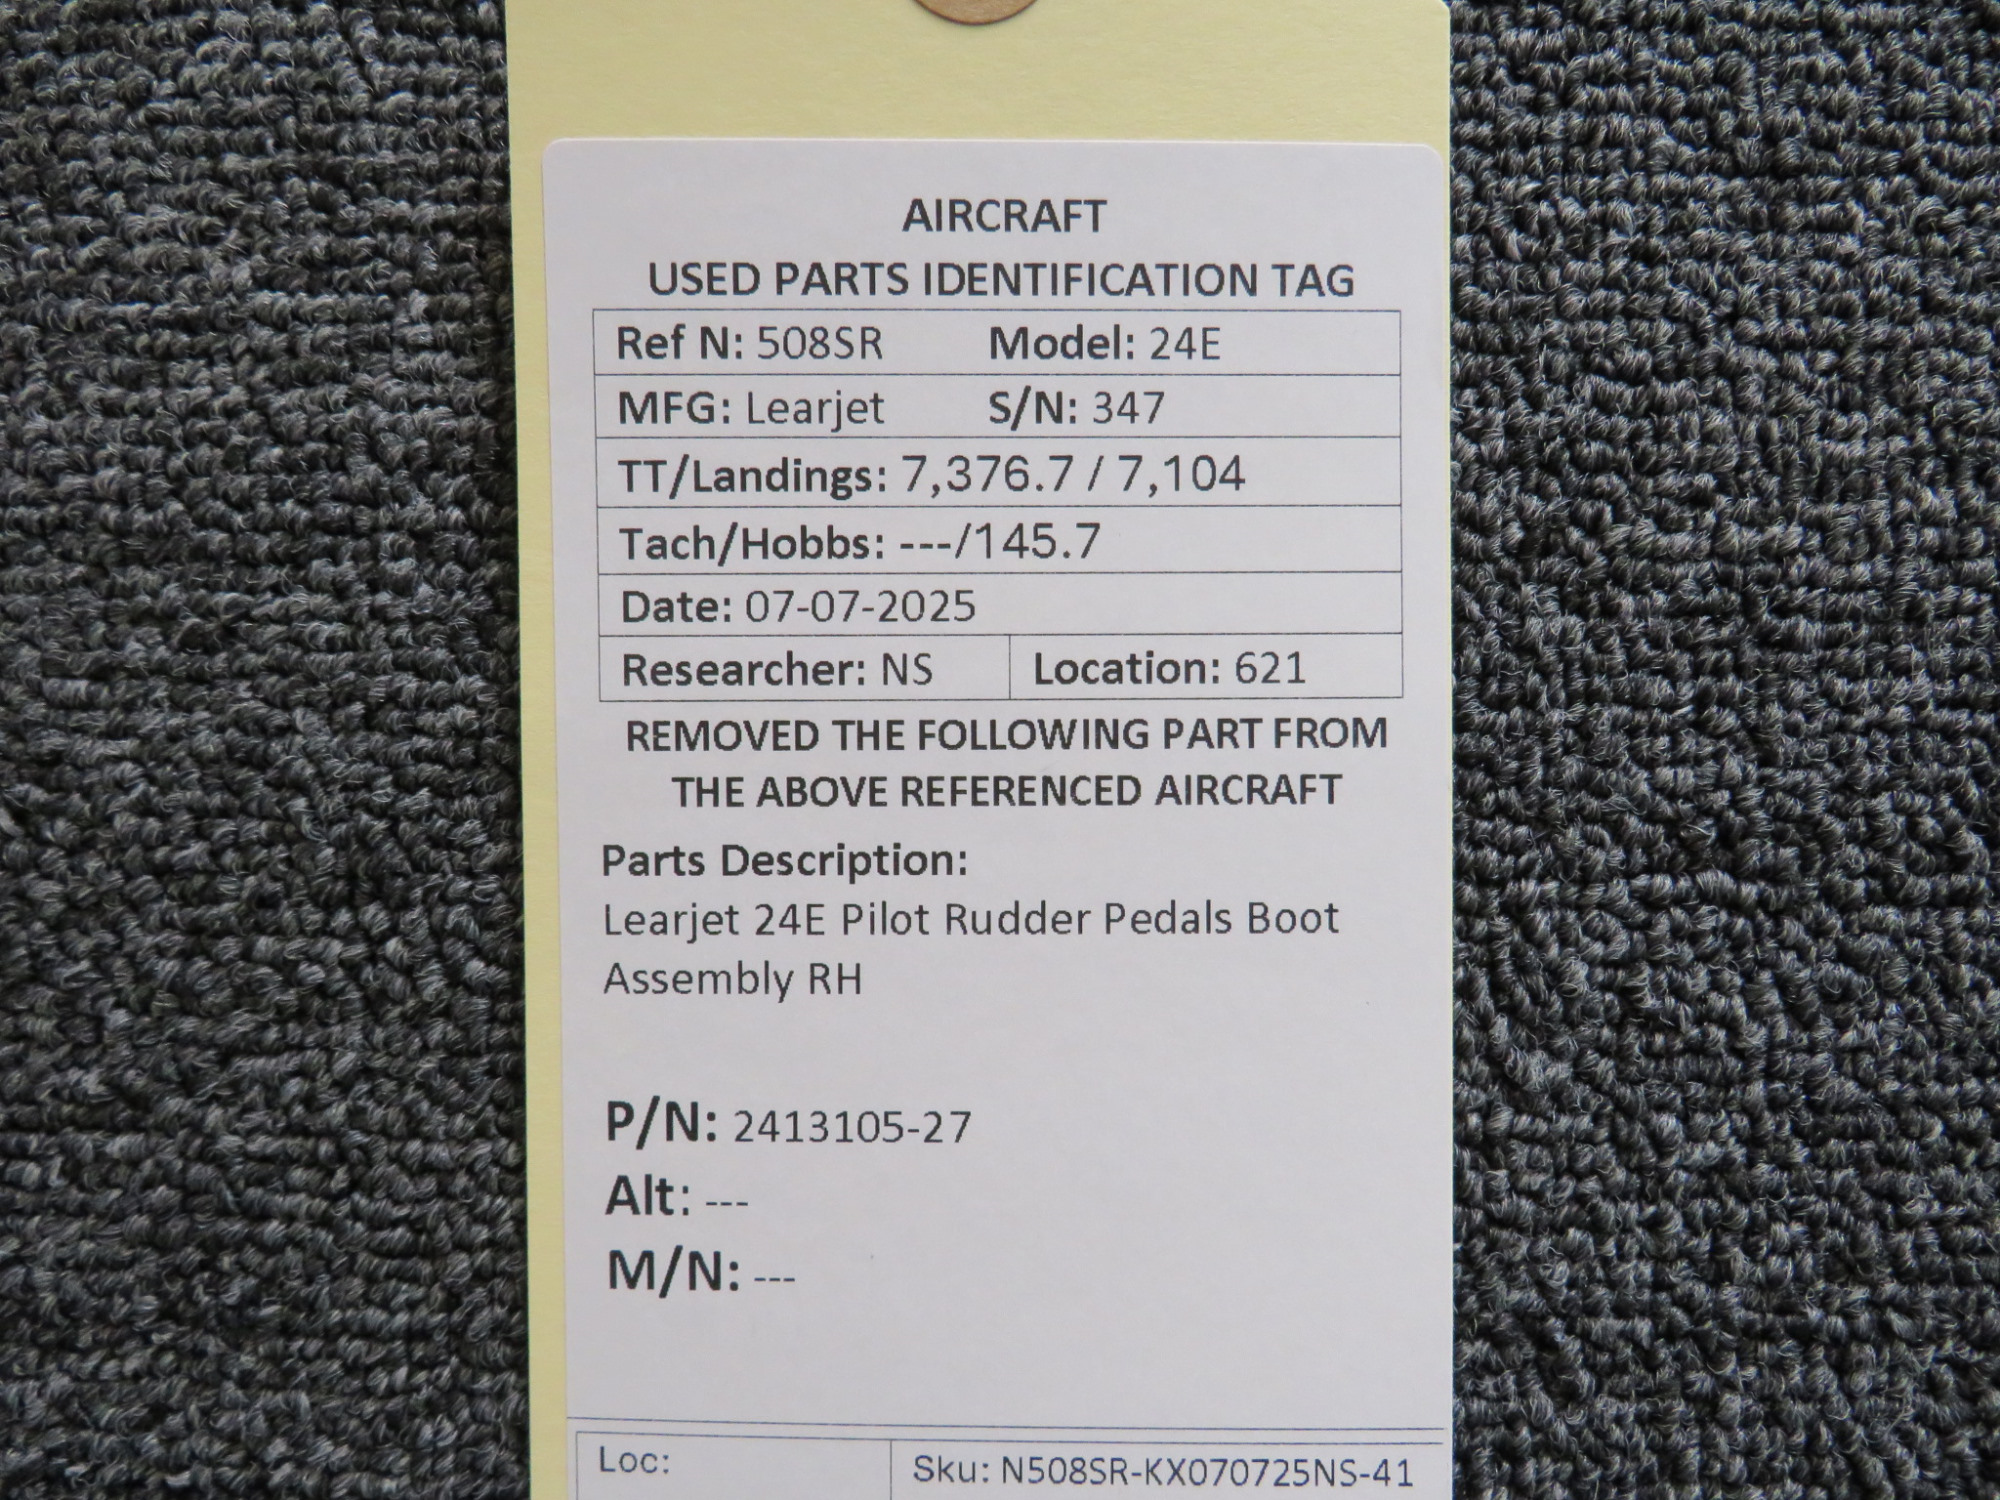 AIRCRAFT
USED PARTS IDENTIFICATION TAG
Ref N: 508SR Model: 24E
MFG: Learjet S/N: 347
TT/Landings: 7,376.7 / 7,104
Tach/Hobbs: ---/145.7
Date: 07-07-2025
Researcher: NS Location: 621
REMOVED THE FOLLOWING PART FROM
THE ABOVE REFERENCED AIRCRAFT
Parts Description:
Learjet 24E Pilot Rudder Pedals Boot
Assembly RH
P/N: 2413105-27
Alt: ---
M/N: ---
Loc: Sku: N508SR-KX070725NS-41